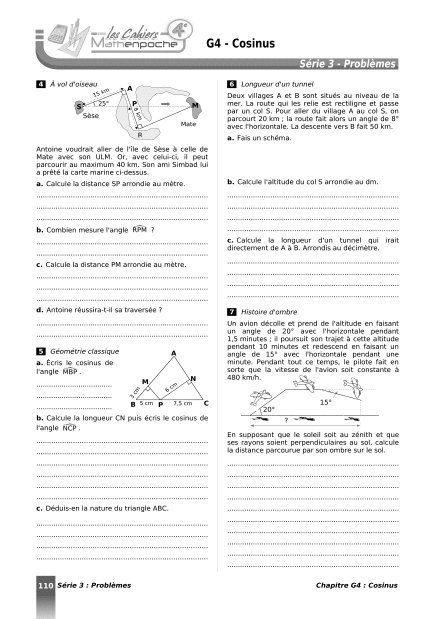 les Cahiers
Mathenpoche
4e
G4 - Cosinus
Série 3 - Problèmes
4 À vol d'oiseau
15 km
A
S
25°
P
M
8 km
Sèse
Mate
R
Antoine voudrait aller de l'île de Sèse à celle de
Mate avec son ULM. Or, avec celui-ci, il peut
parcourir au maximum 40 km. Son ami Simbad lui
a prêté la carte marine ci-dessus.
a. Calcule la distance SP arrondie au mètre.
b. Combien mesure l'angle RPM ?
c. Calcule la distance PM arrondie au mètre.
d. Antoine réussira-t-il sa traversée ?
5 Géométrie classique
a. Écris le cosinus de
l'angle MBP .
A
M
N
3 cm
6 cm
B 5 cm P 7,5 cm C
b. Calcule la longueur CN puis écris le cosinus de
l'angle NCP .
c. Déduis-en la nature du triangle ABC.
6 Longueur d'un tunnel
Deux villages A et B sont situés au niveau de la
mer. La route qui les relie est rectiligne et passe
par un col S. Pour aller du village A au col S, on
parcourt 20 km ; la route fait alors un angle de 8°
avec l'horizontale. La descente vers B fait 50 km.
a. Fais un schéma.
b. Calcule l'altitude du col S arrondie au dm.
c. Calcule la longueur d'un tunnel qui irait
directement de A à B. Arrondis au décimètre.
7 Histoire d'ombre
Un avion décolle et prend de l'altitude en faisant
un angle de 20° avec l'horizontale pendant
1,5 minutes ; il poursuit son trajet à cette altitude
pendant 10 minutes et redescend en faisant un
angle de 15° avec l'horizontale pendant une
minute. Pendant tout ce temps, le pilote fait en
sorte que la vitesse de l'avion soit constante à
480 km/h.
15°
20°
?
En supposant que le soleil soit au zénith et que
ses rayons soient perpendiculaires au sol, calcule
la distance parcourue par son ombre sur le sol.
110 Série 3 : Problèmes
Chapitre G4 : Cosinus